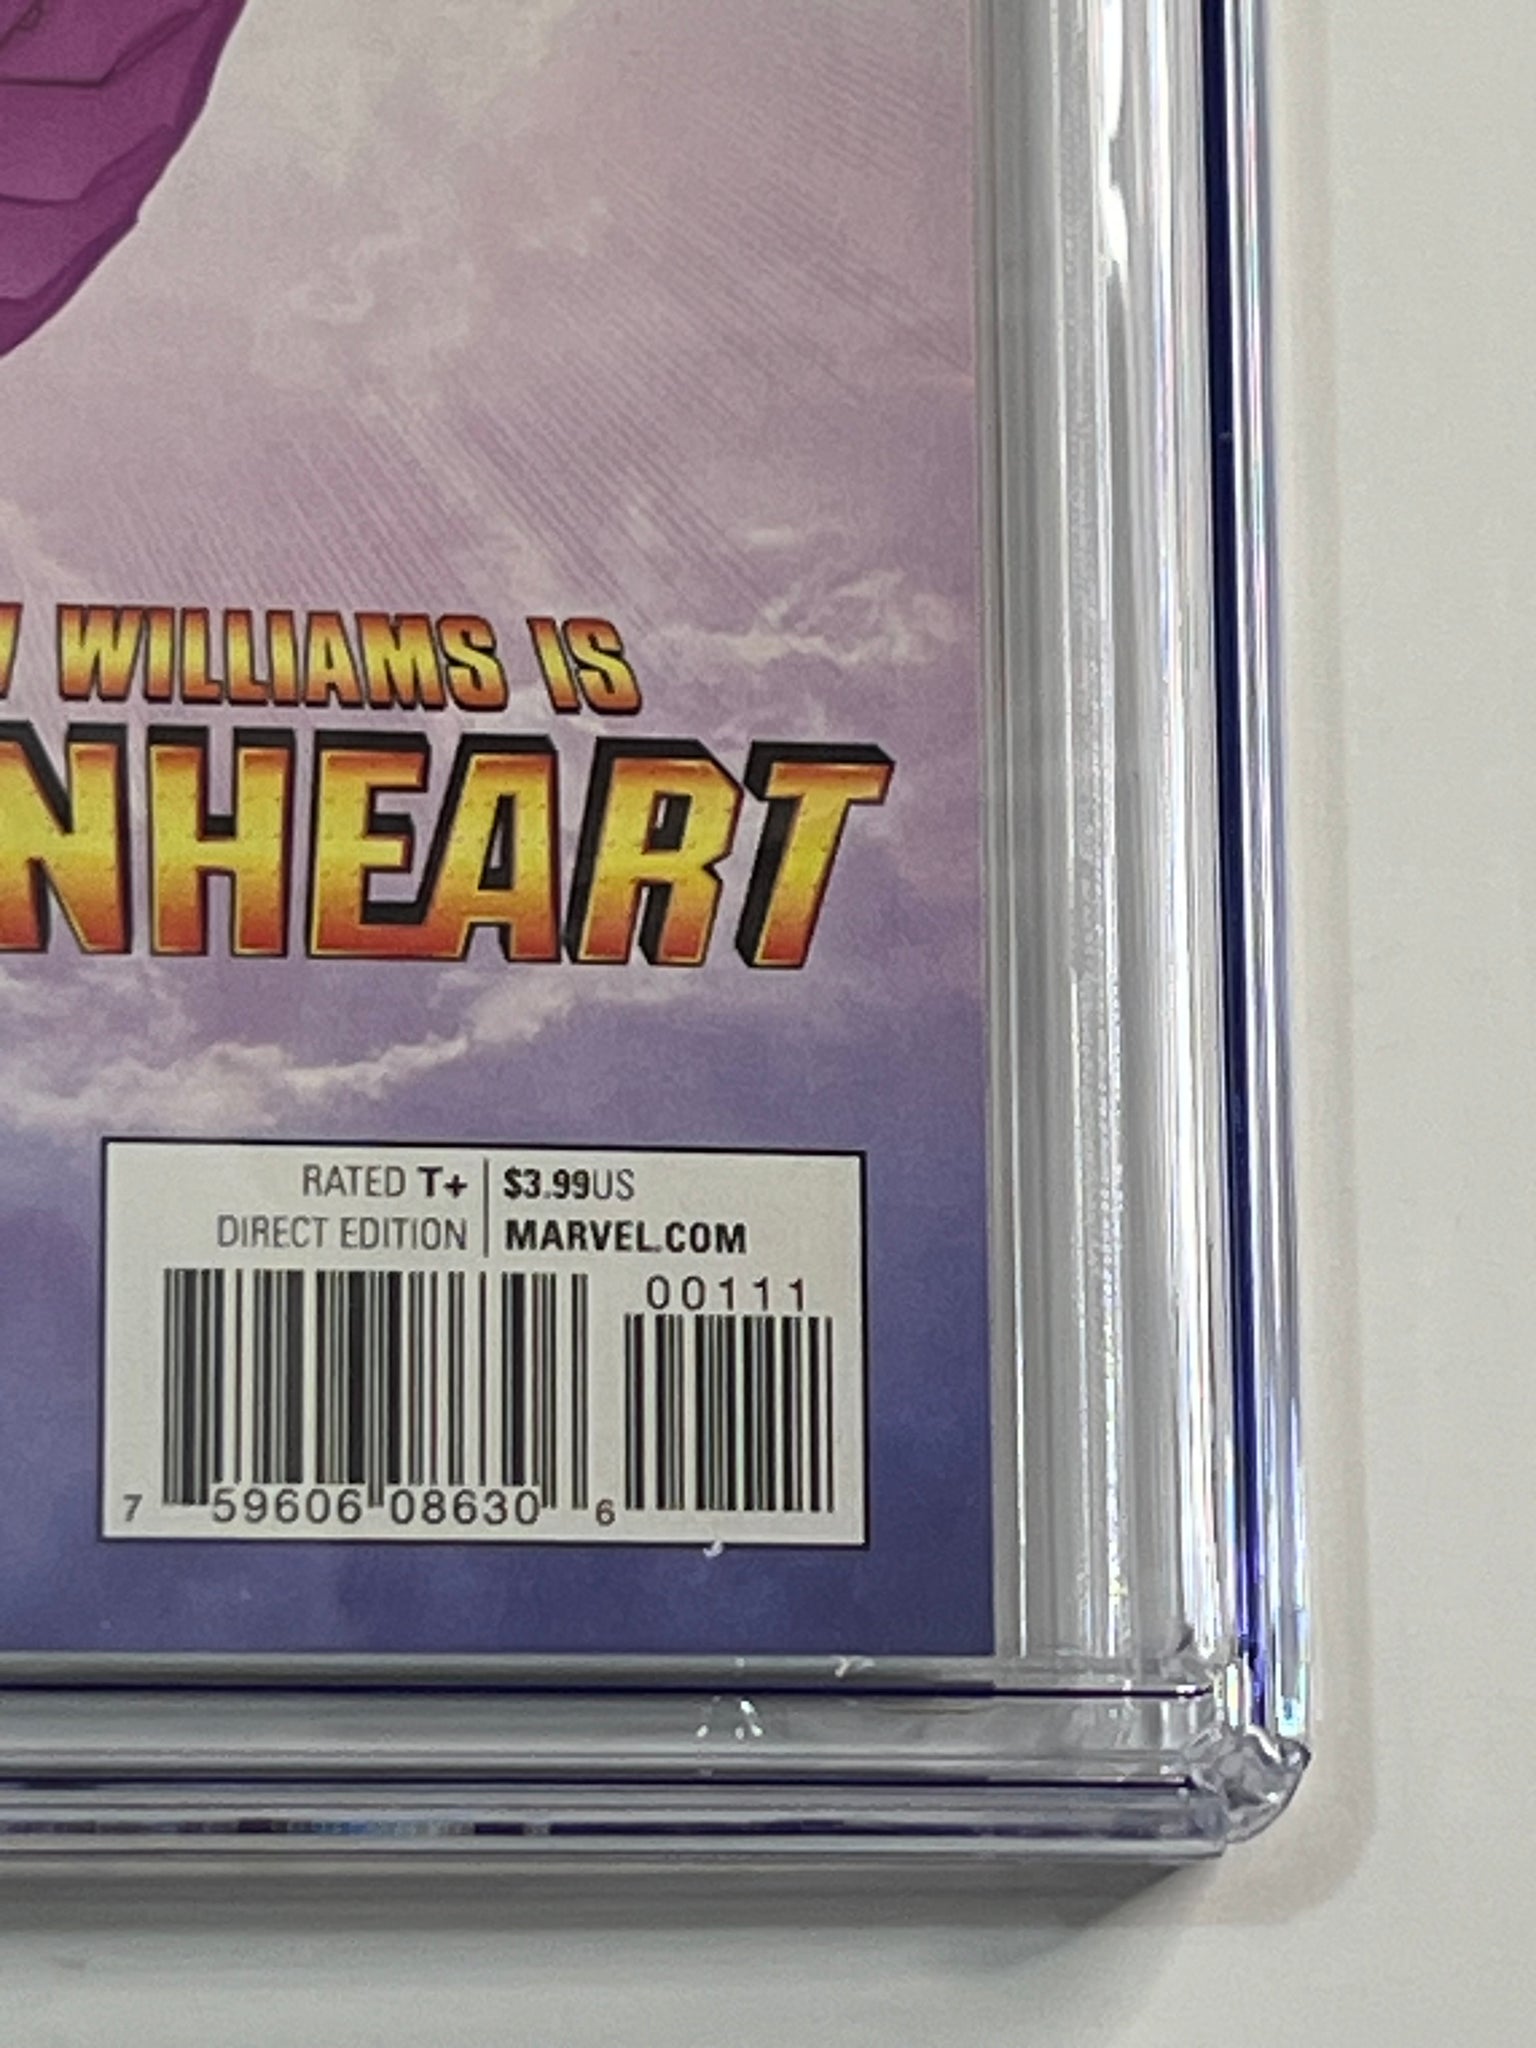 WILLIAMS IS
NHEART
RATED T+ $3.99US
DIRECT EDITION MARVEL.COM
00111
7 59606 08630 6